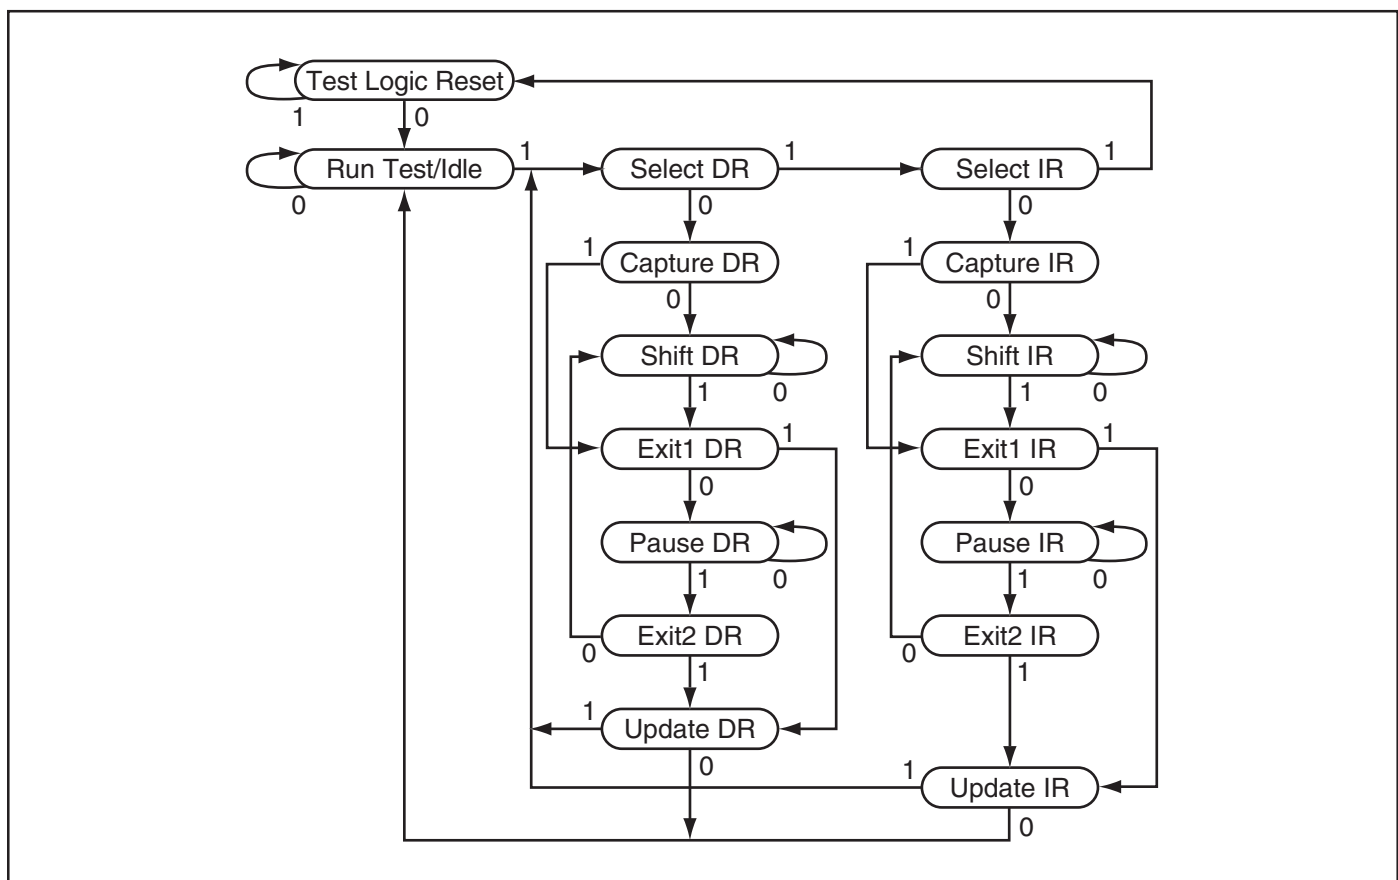 Test Logic Reset
1 0
Run Test/Idle 1 Select DR 1 Select IR 1
0 0 0
1 Capture DR 1 Capture IR
0 0
Shift DR Shift IR
1 0 1 0
Exit1 DR 1 Exit1 IR 1
0 0
Pause DR Pause IR
1 0 1 0
Exit2 DR Exit2 IR
0 1 0 1
1 Update DR
0
1 Update IR
0